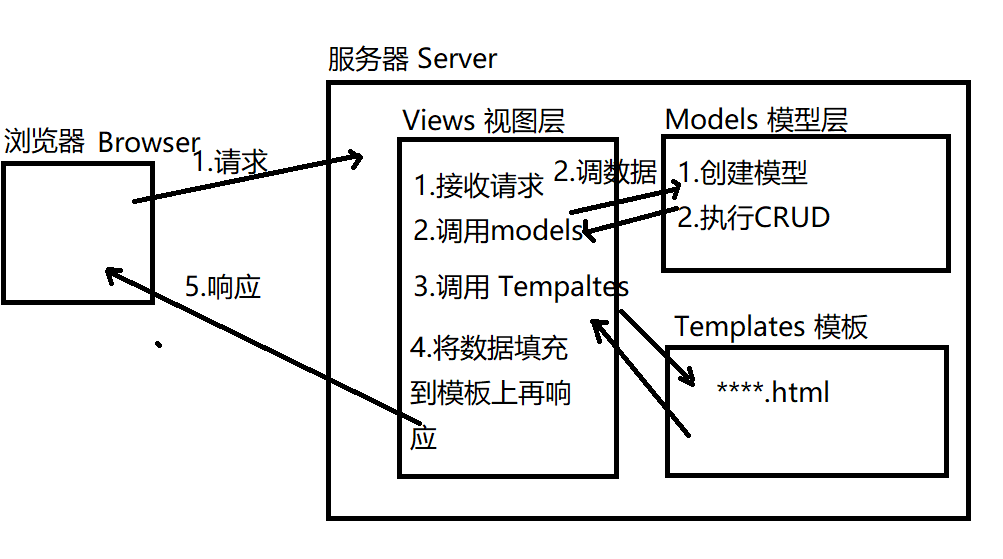 服务器 Server
浏览器 Browser
1.请求
5.响应
Views 视图层
1.接收请求
2.调用models
3.调用 Tempaltes
4.将数据填充
到模板上再响
应
2.调数据
Models 模型层
1.创建模型
2.执行CRUD
Templates 模板
****.html